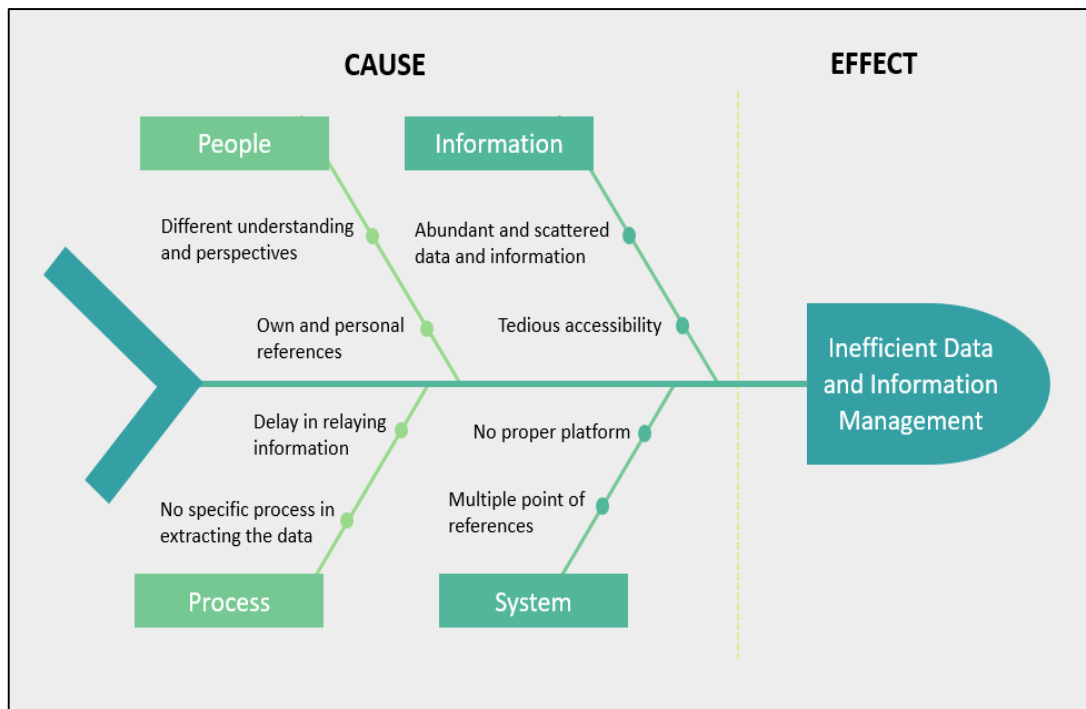 CAUSE
EFFECT
People
Information
Different understanding
and perspectives
Abundant and scattered
data and information
Own and personal
references
Tedious accessibility
Inefficient Data
and Information
Management
Delay in relaying
information
No proper platform
No specific process in
extracting the data
Multiple point of
references
Process
System